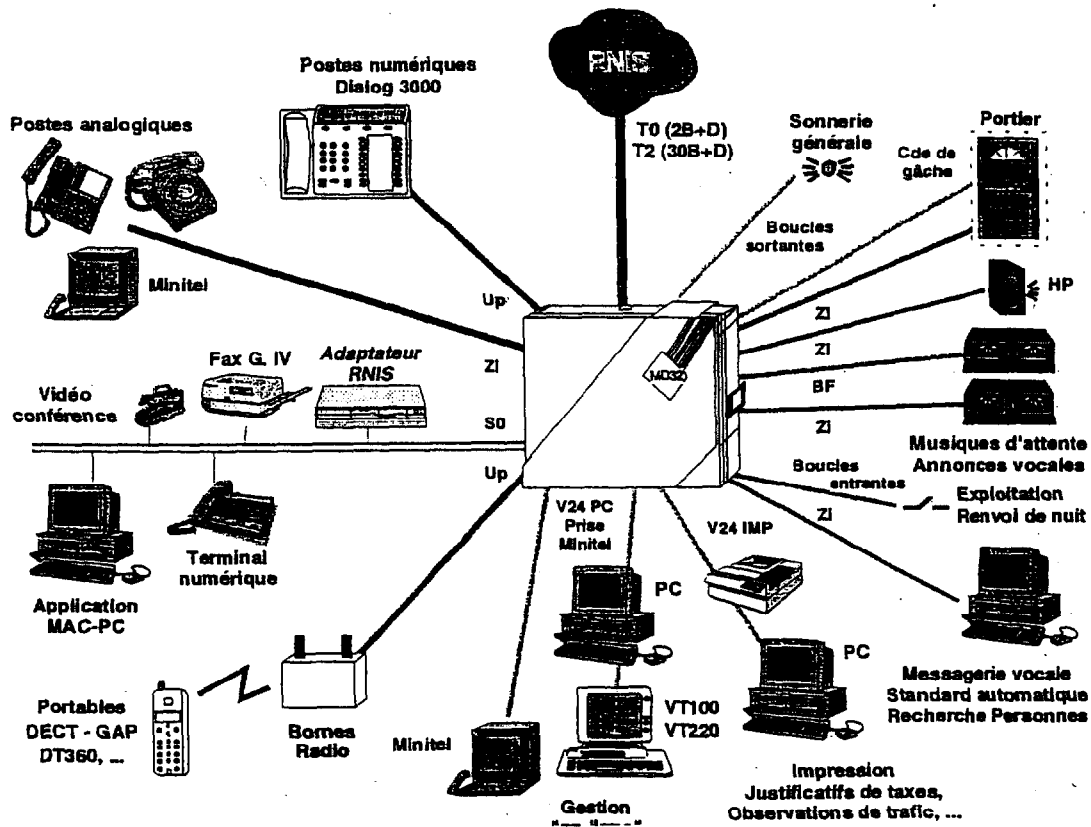 RNIS
Postes numériques
Dialog 3000
Postes analogiques
T0 (2B+D)
T2 (30B+D)
Sonnerie
générale
Portier
Cde de
gâche
Boucles
sortantes
Minitel
Up
ZI
HP
ZI
MD32
ZI
Fax G. IV
Adaptateur
RNIS
Vidéo
conférence
S0
BF
ZI
Musiques d'attente
Annonces vocales
Up
Boucles
entrantes
Exploitation
Renvoi de nuit
V24 PC
Prise
Minitel
V24 IMP
ZI
Terminal
numérique
Application
MAC-PC
PC
PC
Messagerie vocale
Standard automatique
Recherche Personnes
Portables
DECT - GAP
DT360, ...
Bornes
Radio
Minitel
VT100
VT220
Impression
Justificatifs de taxes,
Observations de trafic, ...
Gestion